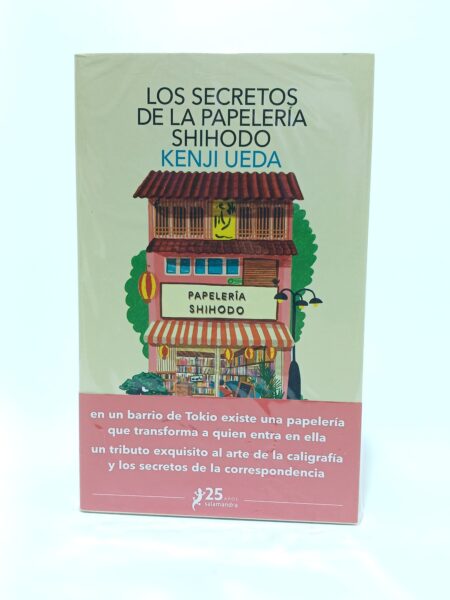 LOS SECRETOS
DE LA PAPELERÍA
SHIHODO
KENJI UEDA
PAPELERÍA
SHIHODO
en un barrio de Tokio existe una papelería
que transforma a quien entra en ella
un tributo exquisito al arte de la caligrafía
y los secretos de la correspondencia
25 AÑOS
salamandra